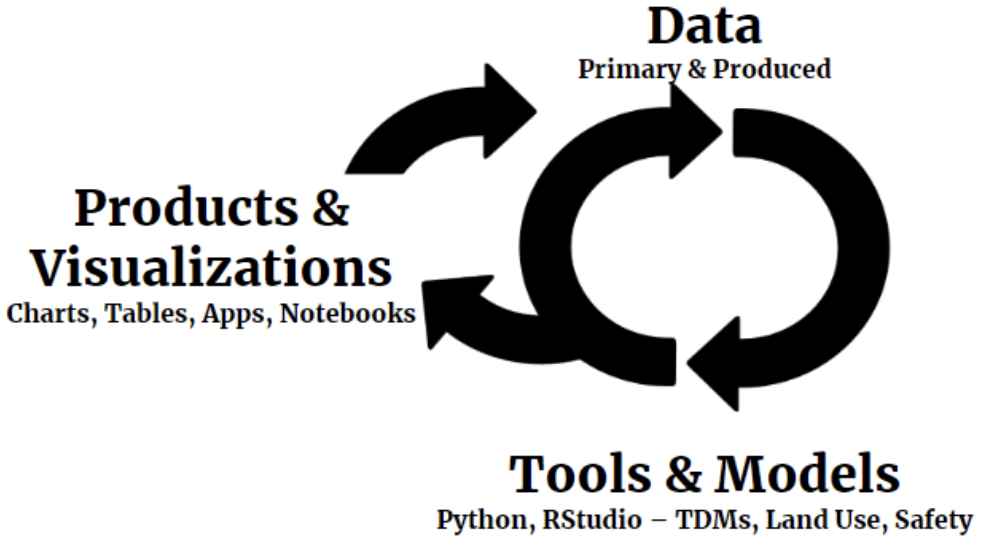 Data
Primary & Produced
Products &
Visualizations
Charts, Tables, Apps, Notebooks
Tools & Models
Python, RStudio – TDMs, Land Use, Safety